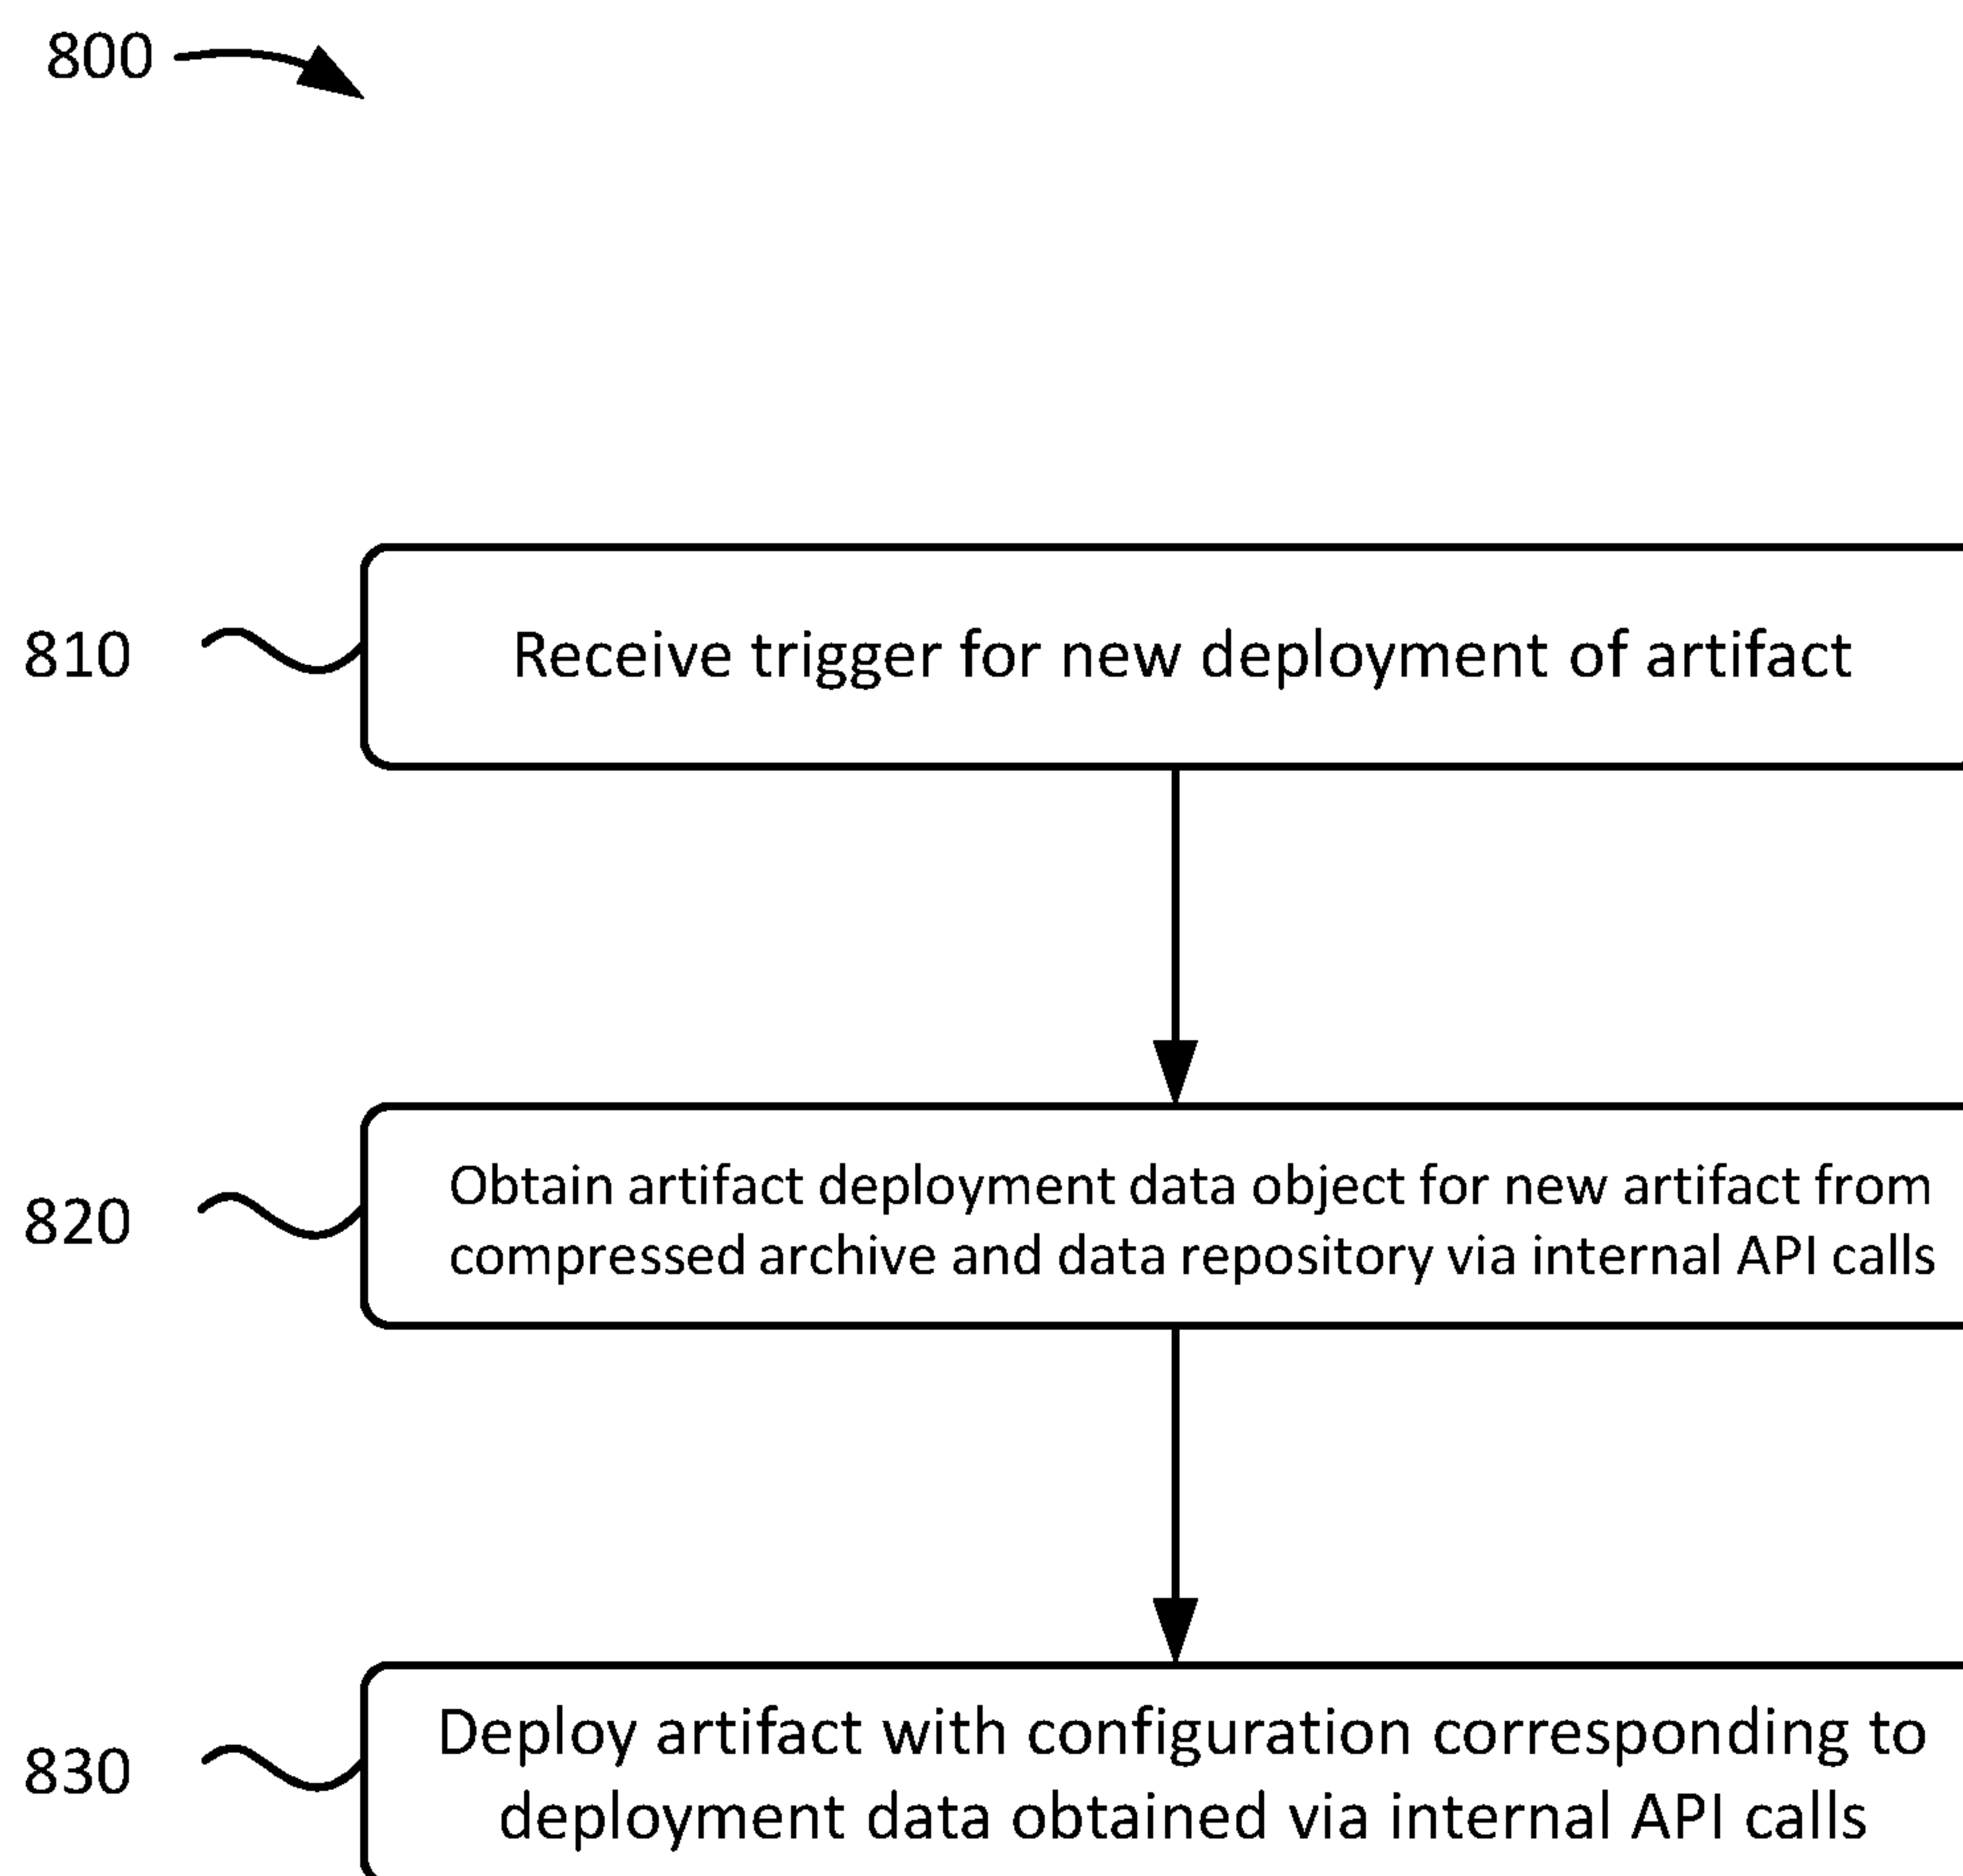 800
810
Receive trigger for new deployment of artifact
820
Obtain artifact deployment data object for new artifact from
compressed archive and data repository via internal API calls
830
Deploy artifact with configuration corresponding to
deployment data obtained via internal API calls